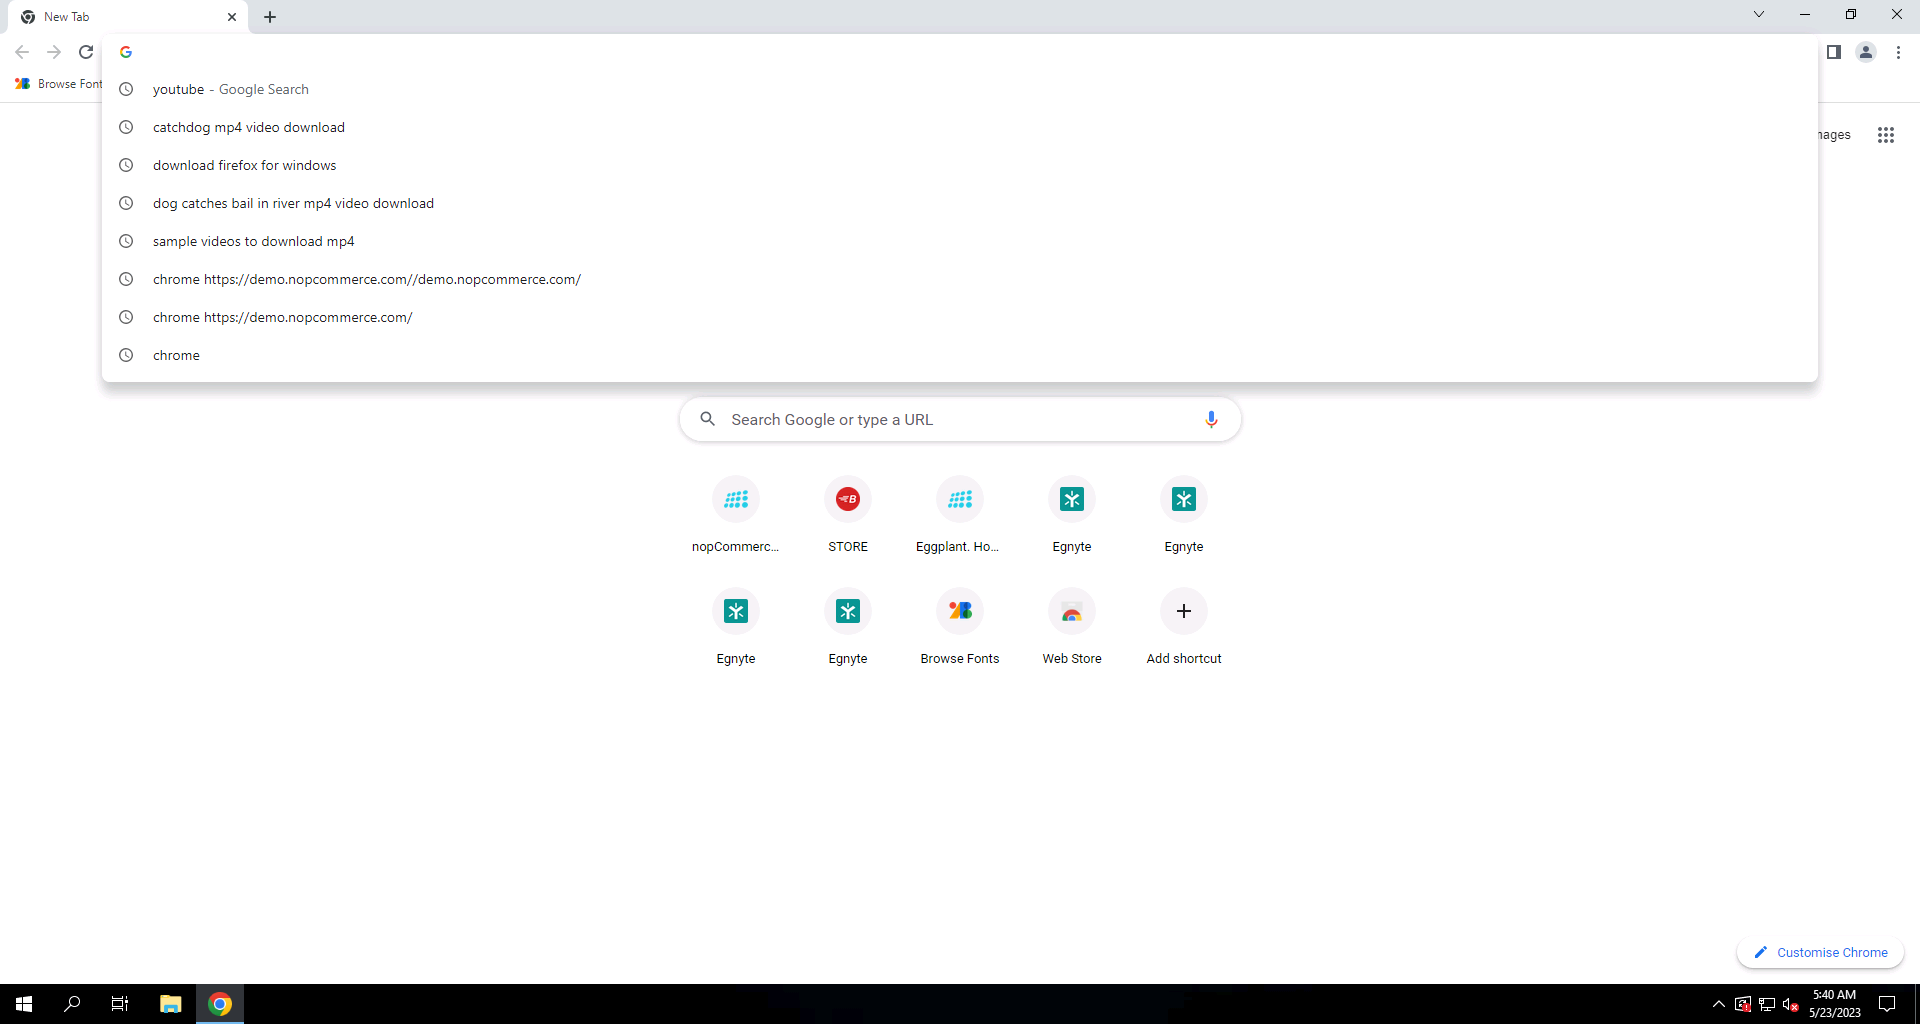 New Tab
Browse Font
youtube - Google Search
catchdog mp4 video download
download firefox for windows
dog catches bail in river mp4 video download
sample videos to download mp4
chrome https://demo.nopcommerce.com//demo.nopcommerce.com/
chrome https://demo.nopcommerce.com/
chrome
mages
Search Google or type a URL
nopCommerc...
STORE
Eggplant. Ho...
Egnyte
Egnyte
Egnyte
Egnyte
Browse Fonts
Web Store
Add shortcut
Customise Chrome
5:40 AM
5/23/2023